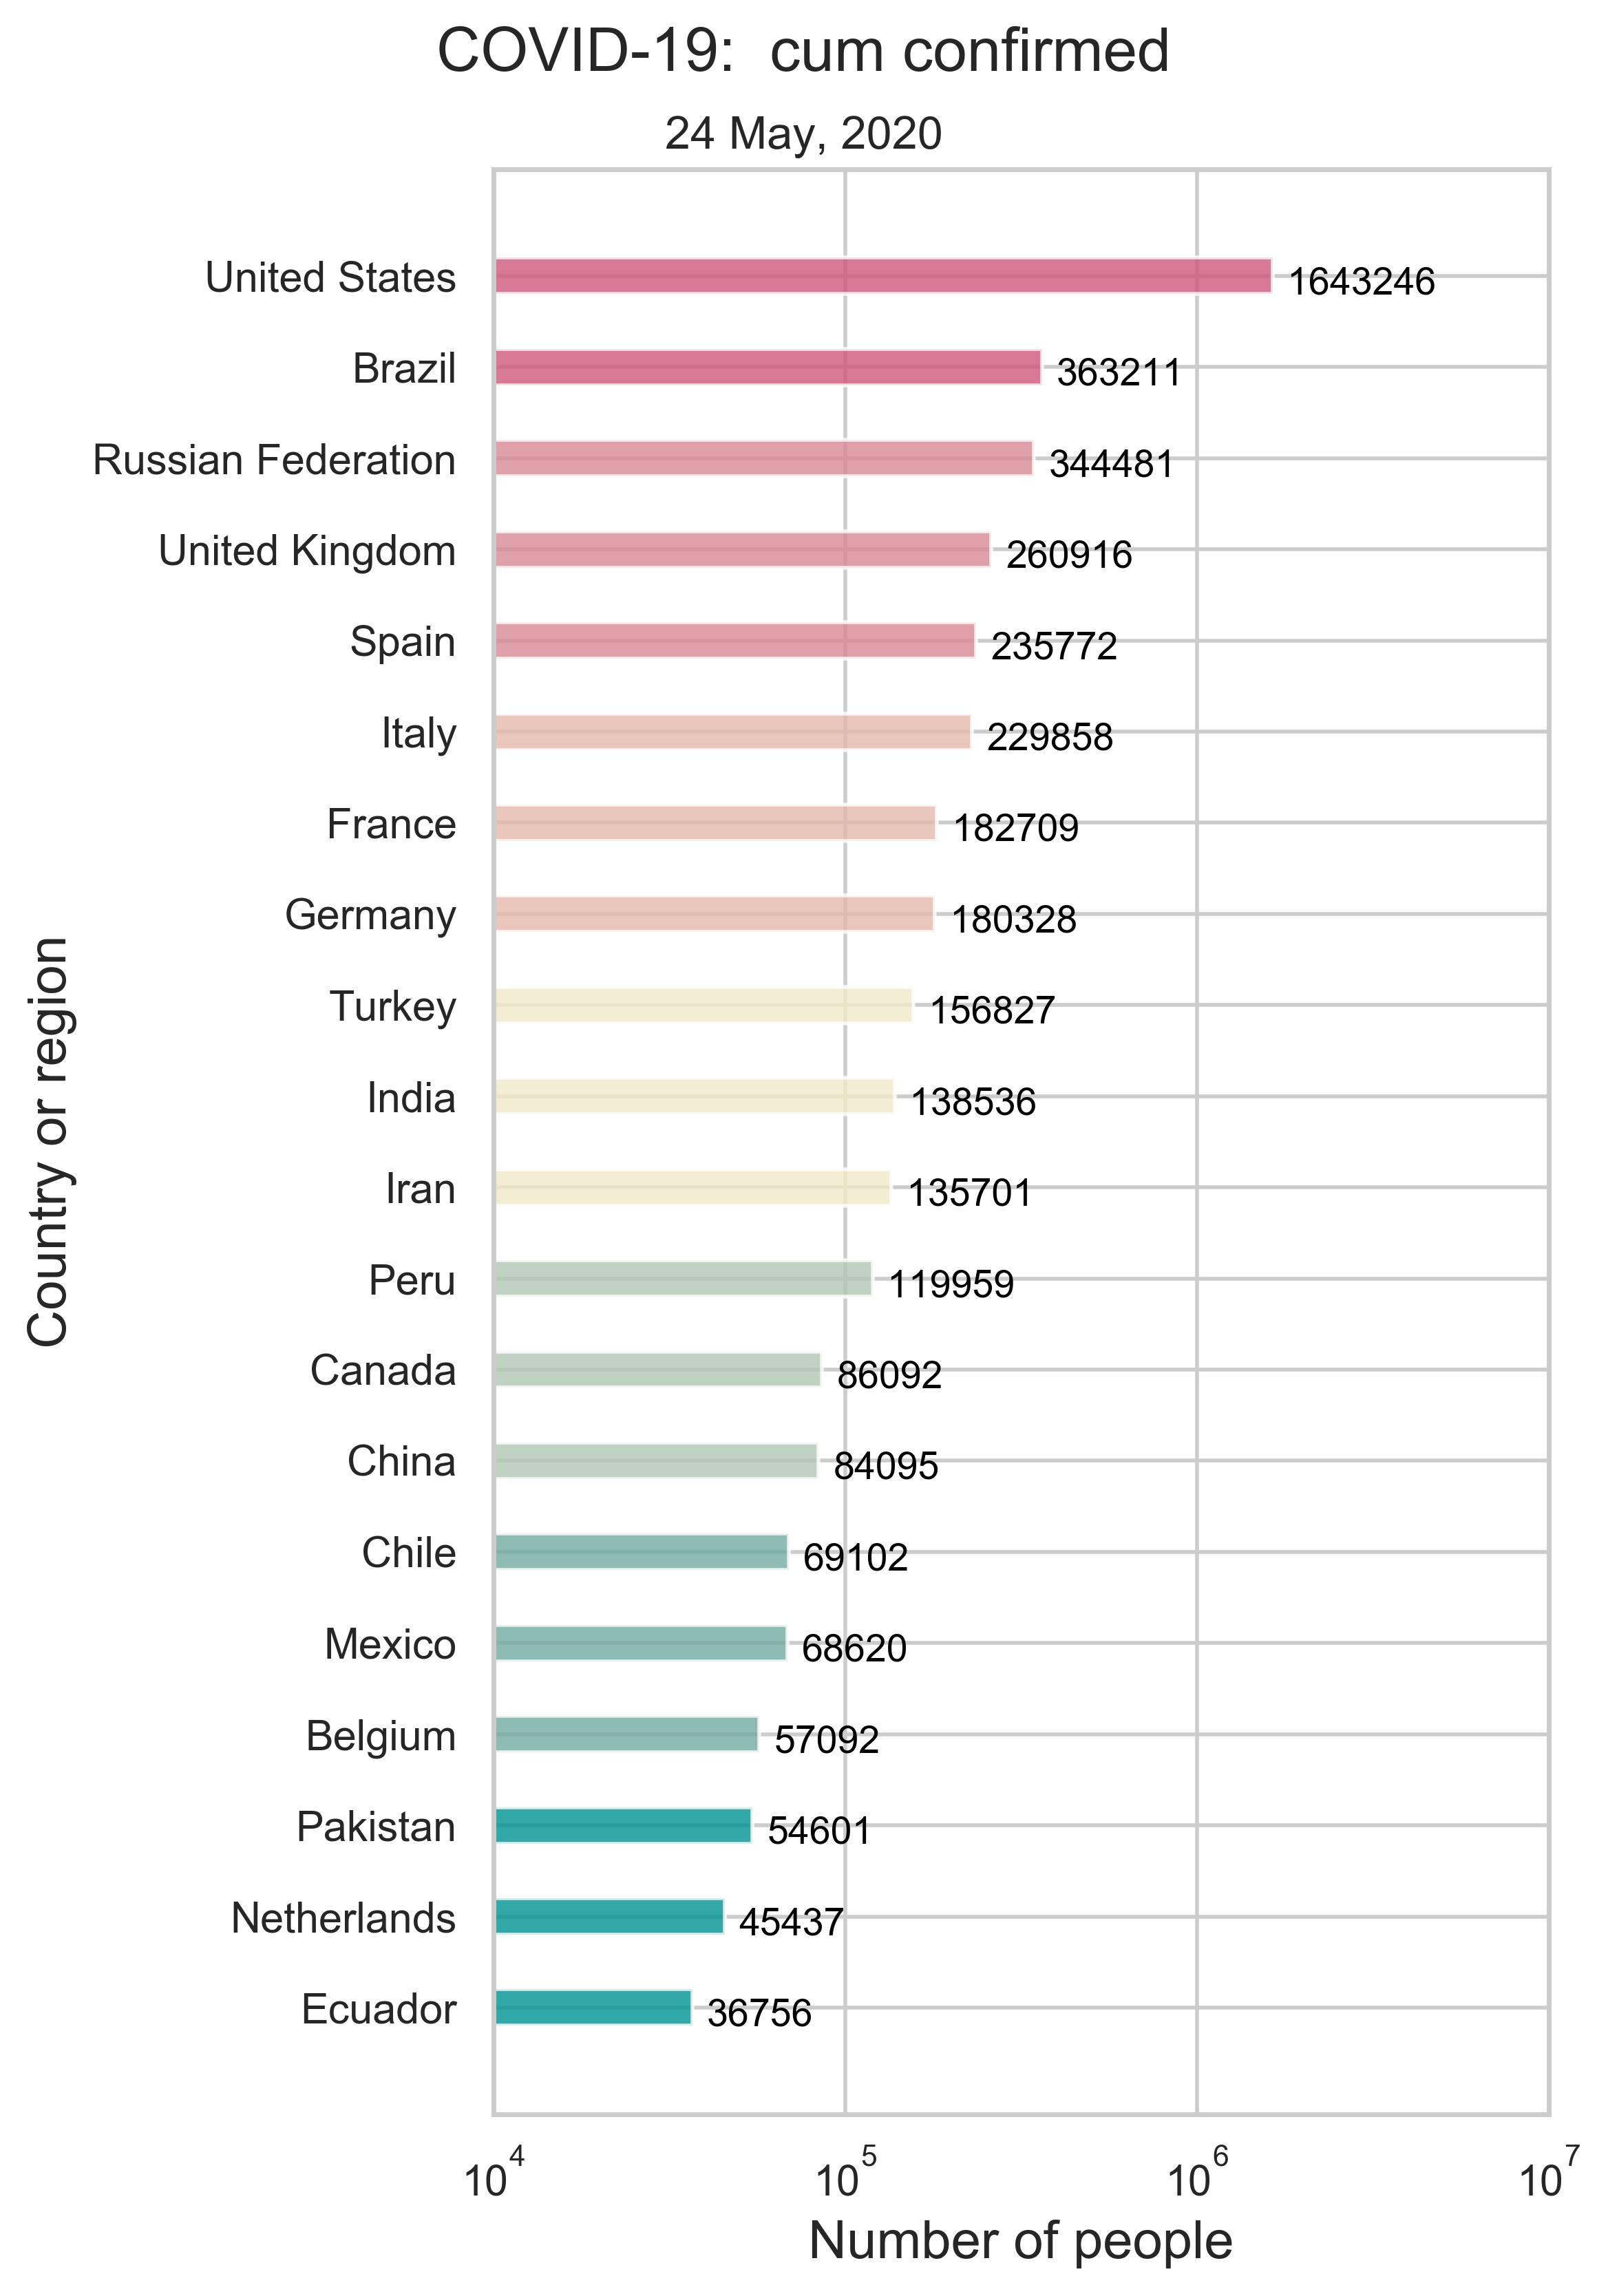 COVID-19:  cum confirmed
24 May, 2020
United States 1643246
Brazil 363211
Russian Federation 344481
United Kingdom 260916
Spain 235772
Italy 229858
France 182709
Germany 180328
Turkey 156827
India 138536
Iran 135701
Peru 119959
Canada 86092
China 84095
Chile 69102
Mexico 68620
Belgium 57092
Pakistan 54601
Netherlands 45437
Ecuador 36756
Country or region
10^4 10^5 10^6 10^7
Number of people